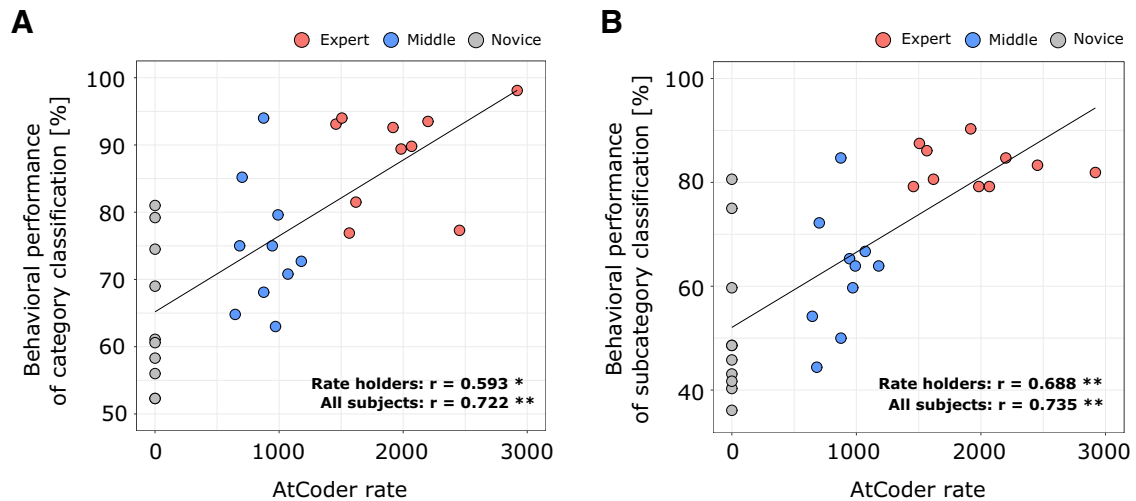 A
Expert Middle Novice
Behavioral performance
of category classification [%]
100
90
80
70
60
50
Rate holders: r = 0.593 *
All subjects: r = 0.722 **
0 1000 2000 3000
AtCoder rate
B
Expert Middle Novice
Behavioral performance
of subcategory classification [%]
100
80
60
40
Rate holders: r = 0.688 **
All subjects: r = 0.735 **
0 1000 2000 3000
AtCoder rate